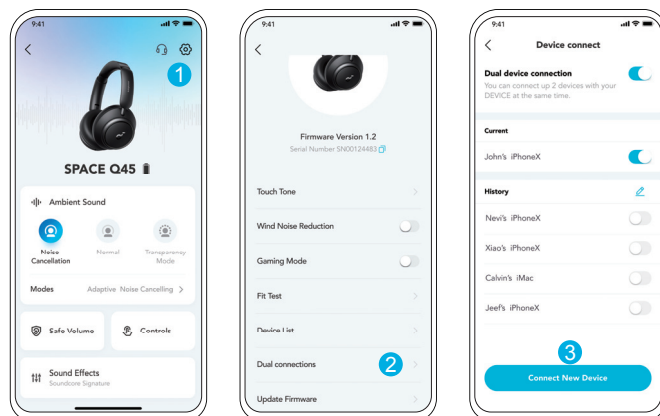 9:41
1
SPACE Q45
Ambient Sound
Noise Cancellation
Normal
Transparency Mode
Modes
Adaptive Noise Cancelling
Safe Volume
Controls
Sound Effects
Soundcore Signature
9:41
Firmware Version 1.2
Serial Number SN00124483
Touch Tone
Wind Noise Reduction
Gaming Mode
Fit Test
Device List
Dual connections
2
Update Firmware
9:41
Device connect
Dual device connection
You can connect up 2 devices with your
DEVICE at the same time.
Current
John's iPhoneX
History
Nevi's iPhoneX
Xiao's iPhoneX
Calvin's iMac
Jeef's iPhoneX
3
Connect New Device